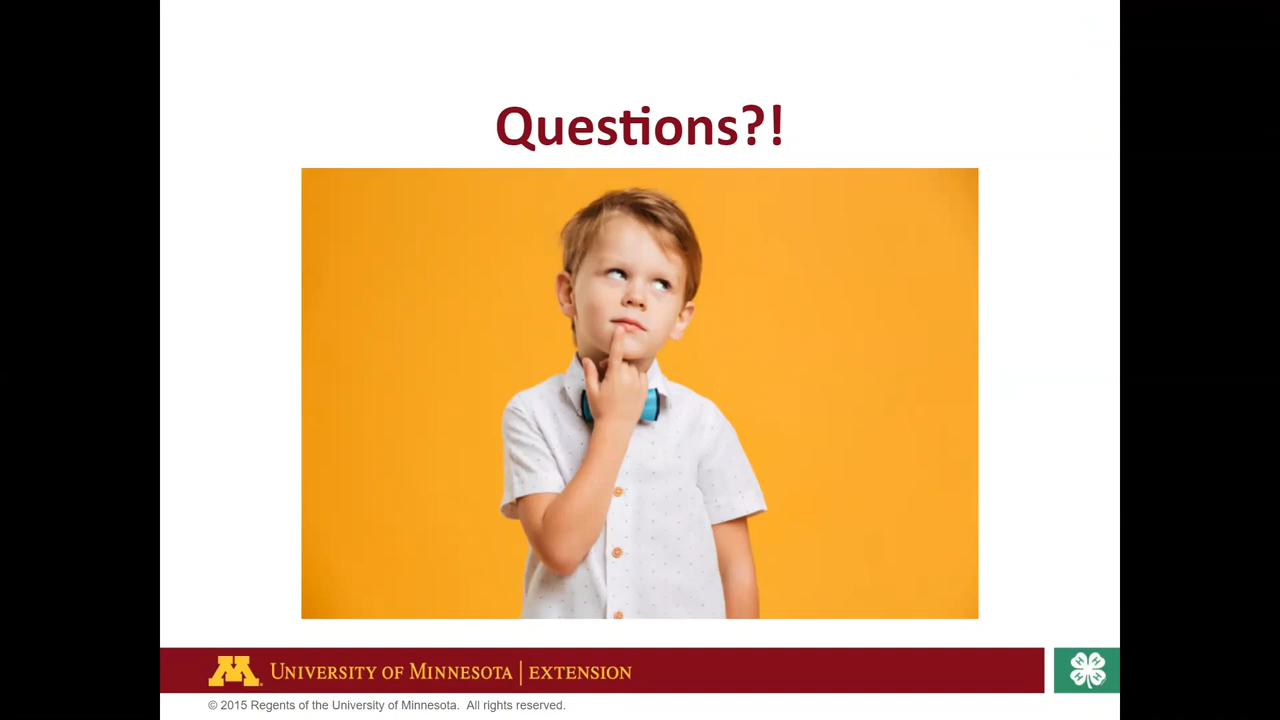 Questions?!
M UNIVERSITY OF MINNESOTA | EXTENSION
© 2015 Regents of the University of Minnesota.  All rights reserved.